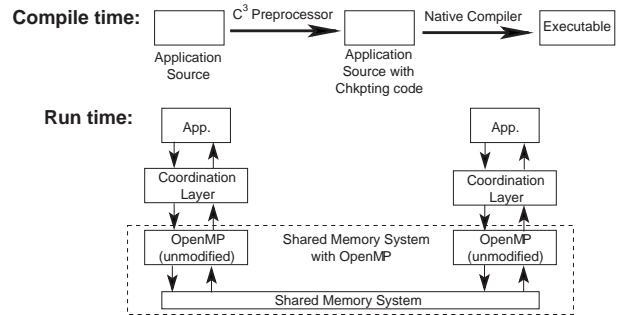 Compile time:
C³ Preprocessor
Native Compiler
Executable
Application
Source
Application
Source with
Chkpting code
Run time:
App.
App.
Coordination
Layer
Coordination
Layer
OpenMP
(unmodified)
Shared Memory System
with OpenMP
OpenMP
(unmodified)
Shared Memory System